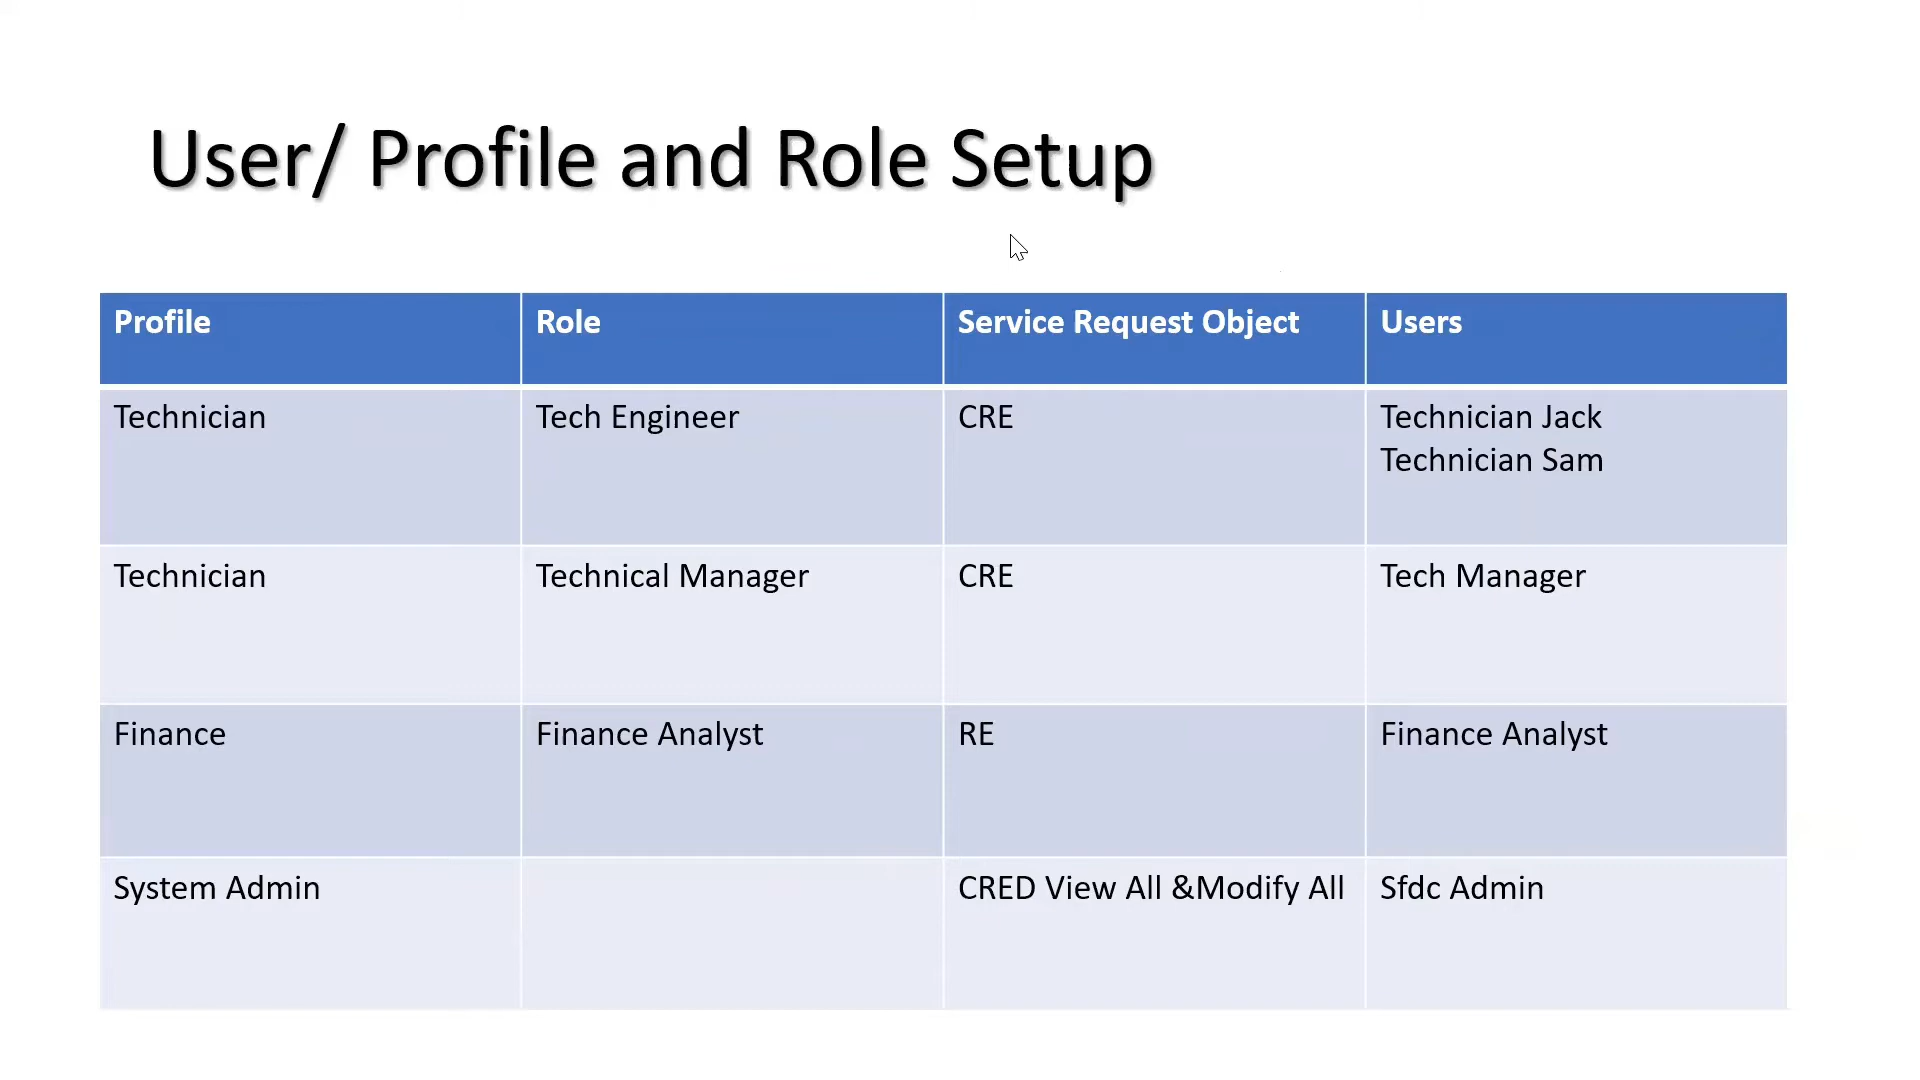 User/ Profile and Role Setup
Profile Role Service Request Object Users
Technician Tech Engineer CRE Technician Jack
Technician Sam
Technician Technical Manager CRE Tech Manager
Finance Finance Analyst RE Finance Analyst
System Admin CRED View All &Modify All Sfdc Admin